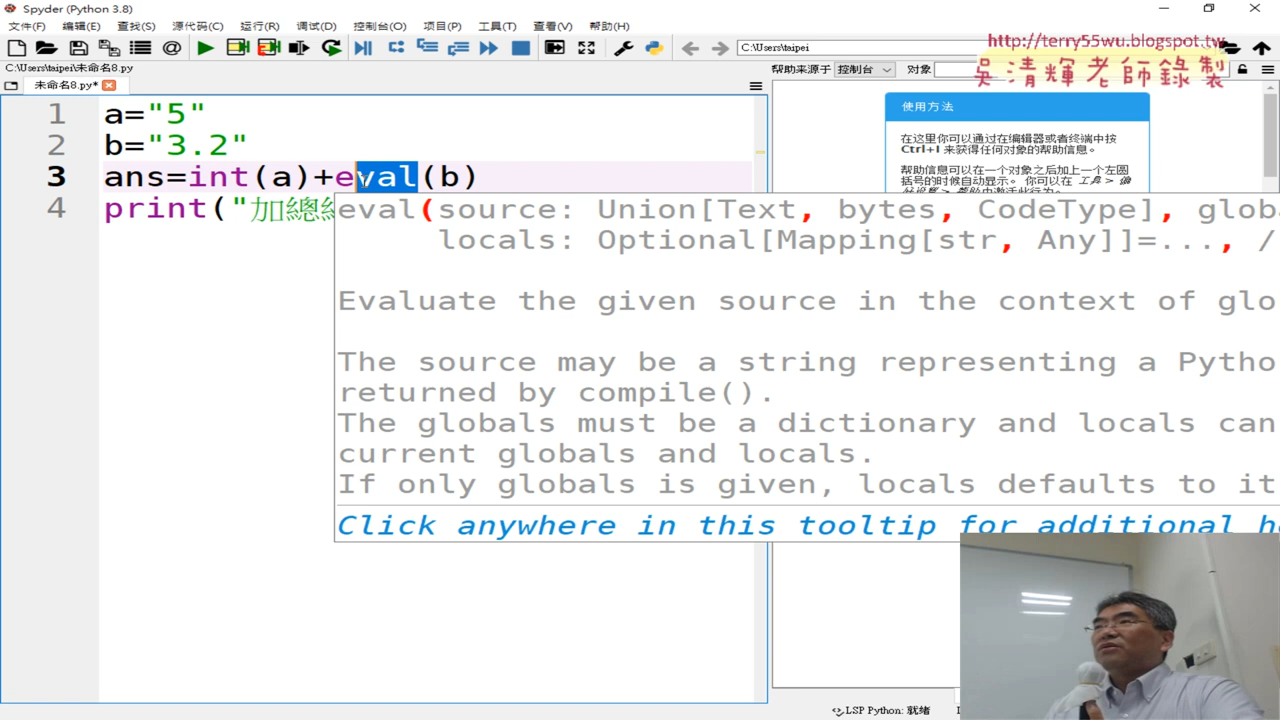 Spyder (Python 3.8)
文件(F) 编辑(E) 查找(S) 源代码(C) 运行(R) 调试(D) 控制台(O) 项目(P) 工具(T) 查看(V) 帮助(H)
C:\Users\taipei
http://terry55wu.blogspot.tw
吳清輝老師錄製
C:\Users\taipei\未命名8.py
帮助来源于 控制台 对象
未命名8.py*
使用方法
在这里你可以通过在编辑器或者终端中按
Ctrl+I 来获得任何对象的帮助信息。
帮助信息可以在一个对象之后加上一个左圆
括号的时候自动显示。 你可以在 工具 > 偏
1 a="5"
2 b="3.2"
3 ans=int(a)+eval(b)
4 print("加總
eval(source: Union[Text, bytes, CodeType], glob
locals: Optional[Mapping[str, Any]]=..., /
Evaluate the given source in the context of glo
The source may be a string representing a Pytho
returned by compile().
The globals must be a dictionary and locals can
current globals and locals.
If only globals is given, locals defaults to it
Click anywhere in this tooltip for additional h
LSP Python: 就绪